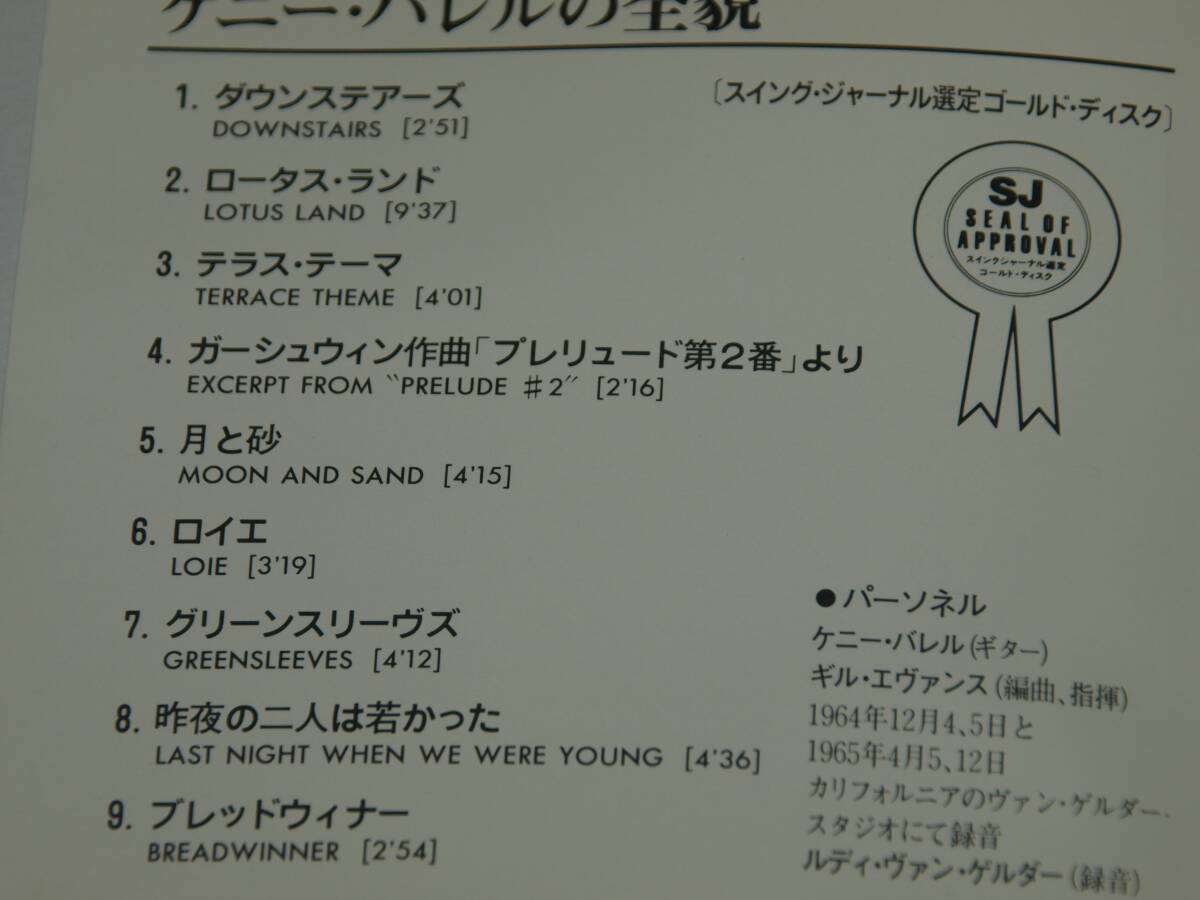 ケニー・バレルの全貌
1. ダウンステアーズ
DOWNSTAIRS [2'51]
2. ロータス・ランド
LOTUS LAND [9'37]
3. テラス・テーマ
TERRACE THEME [4'01]
4. ガーシュウィン作曲「プレリュード第2番」より
EXCERPT FROM "PRELUDE #2" [2'16]
5. 月と砂
MOON AND SAND [4'15]
6. ロイエ
LOIE [3'19]
7. グリーンスリーヴズ
GREENSLEEVES [4'12]
8. 昨夜の二人は若かった
LAST NIGHT WHEN WE WERE YOUNG [4'36]
9. ブレッドウィナー
BREADWINNER [2'54]
〔スイング・ジャーナル選定ゴールド・ディスク〕
SJ
SEAL OF
APPROVAL
スイングジャーナル選定
ゴールド・ディスク
●パーソネル
ケニー・バレル(ギター)
ギル・エヴァンス(編曲、指揮)
1964年12月4、5日と
1965年4月5、12日
カリフォルニアのヴァン・ゲルダー、
スタジオにて録音
ルディ・ヴァン・ゲルダー(録音)